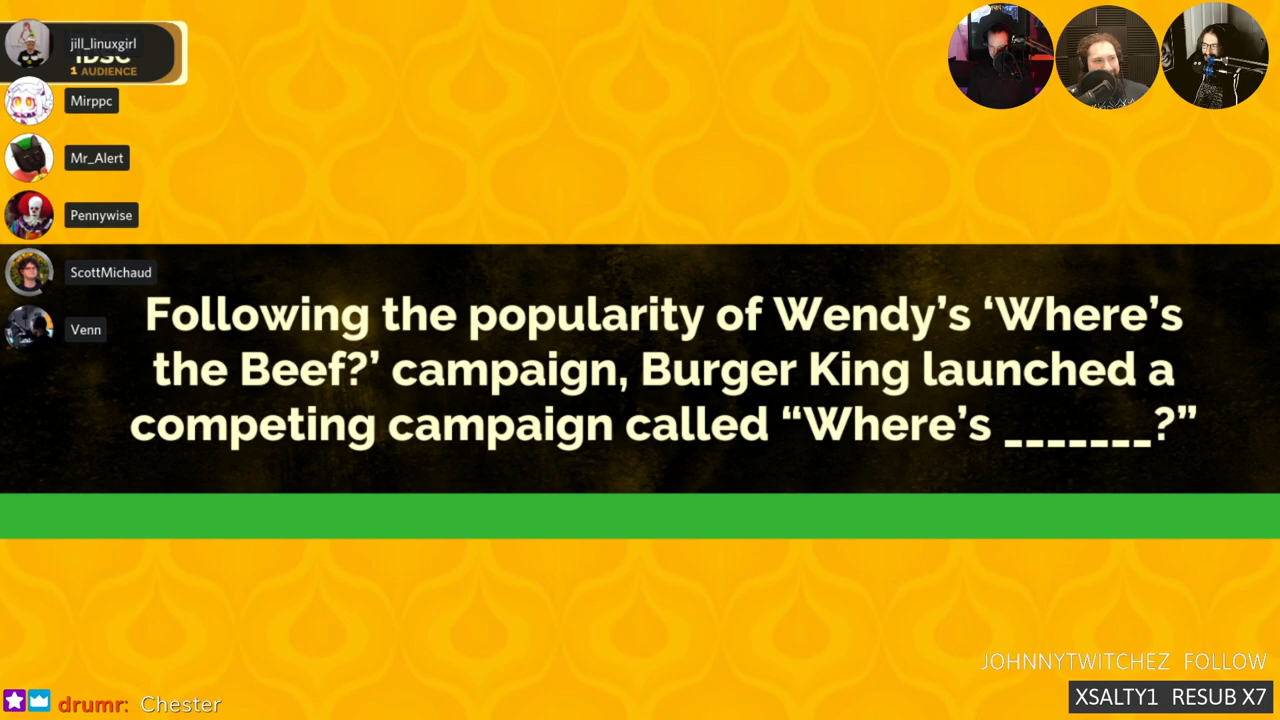 jill_linuxgirl
1 AUDIENCE
Mirppc
Mr_Alert
Pennywise
ScottMichaud
Venn
Following the popularity of Wendy’s ‘Where’s
the Beef?’ campaign, Burger King launched a
competing campaign called “Where’s _______?”
JOHNNYTWITCHEZ FOLLOW
XSALTY1 RESUB X7
drumr: Chester